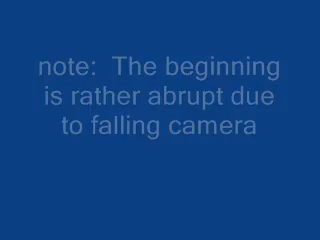 note:  The beginning
is rather abrupt due
to falling camera